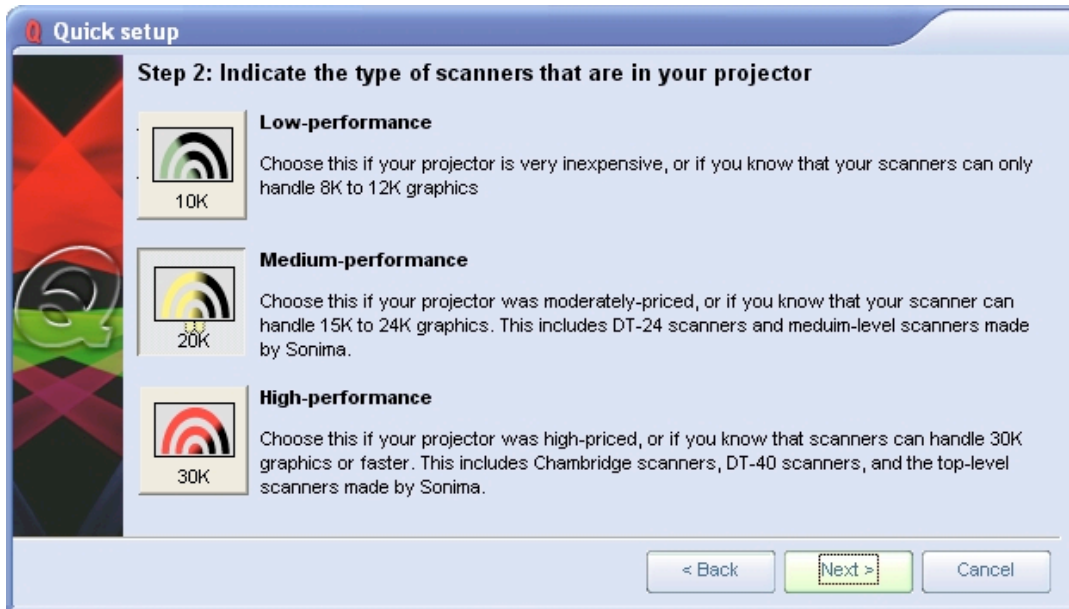 Quick setup
Step 2: Indicate the type of scanners that are in your projector
Low-performance
Choose this if your projector is very inexpensive, or if you know that your scanners can only
handle 8K to 12K graphics
10K
Medium-performance
Choose this if your projector was moderately-priced, or if you know that your scanner can
handle 15K to 24K graphics. This includes DT-24 scanners and meduim-level scanners made
by Sonima.
20K
High-performance
Choose this if your projector was high-priced, or if you know that scanners can handle 30K
graphics or faster. This includes Chambridge scanners, DT-40 scanners, and the top-level
scanners made by Sonima.
30K
< Back
Next >
Cancel